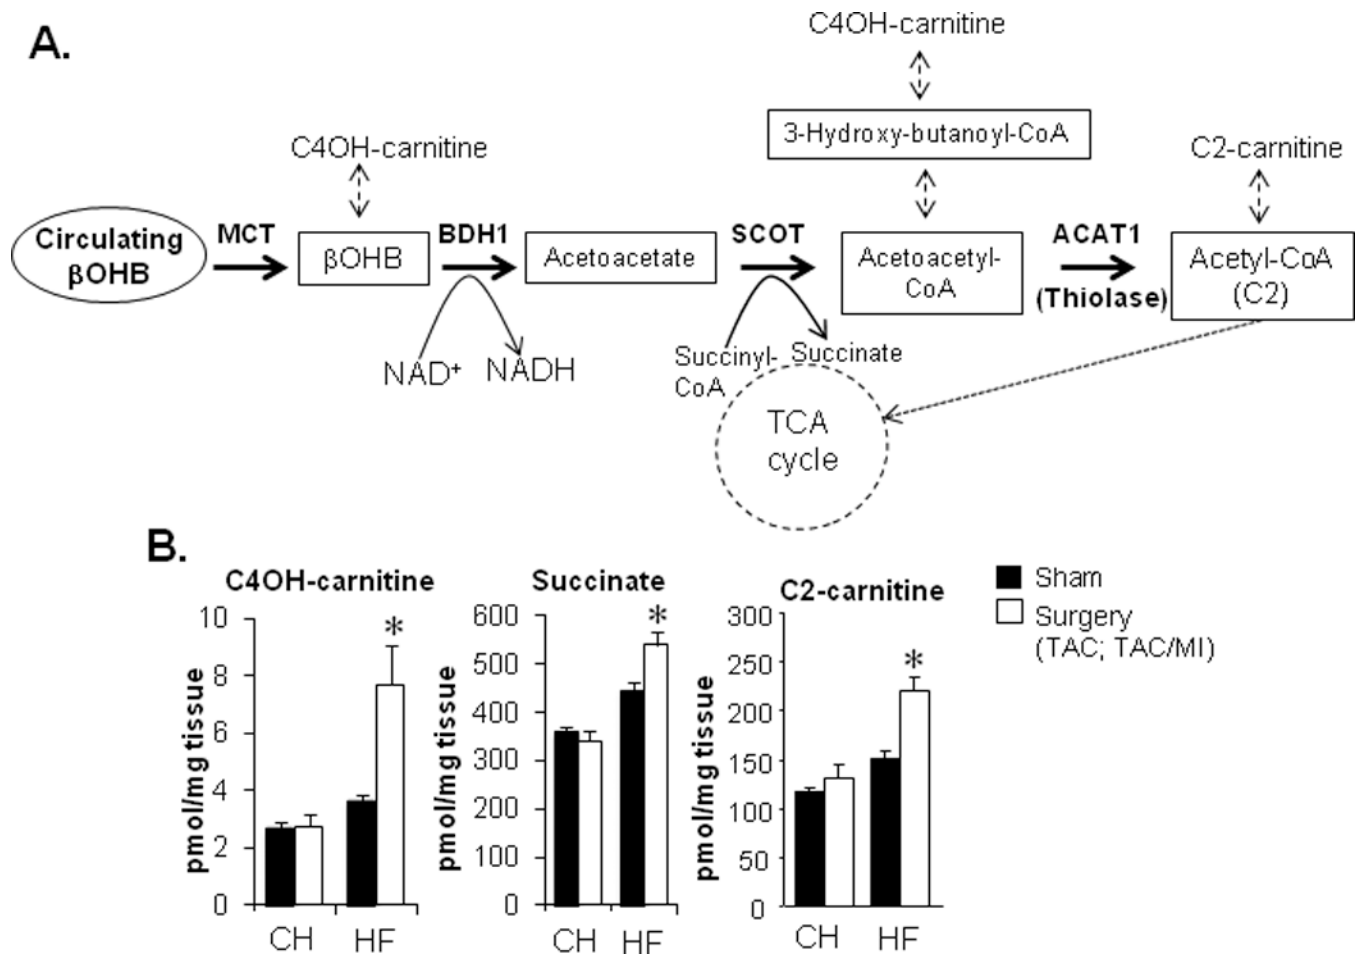 A.
C4OH-carnitine
3-Hydroxy-butanoyl-CoA
C4OH-carnitine
C2-carnitine
Circulating
βOHB
MCT
βOHB
BDH1
Acetoacetate
SCOT
Acetoacetyl-
CoA
ACAT1
(Thiolase)
Acetyl-CoA
(C2)
NAD+
NADH
Succinyl-
CoA
Succinate
TCA
cycle
B.
C4OH-carnitine
pmol/mg tissue
10
8
6
4
2
0
CH
HF
*
Succinate
pmol/mg tissue
600
500
400
300
200
100
0
CH
HF
*
C2-carnitine
pmol/mg tissue
300
250
200
150
100
50
0
CH
HF
*
Sham
Surgery
(TAC; TAC/MI)